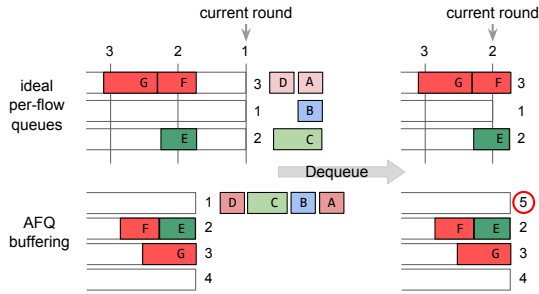 current round
current round
3 2 1
3 2
ideal
per-flow
queues
G F 3 D A
1 B
E 2 C
G F 3
1
E 2
Dequeue
AFQ
buffering
1 D C B A
F E 2
G 3
4
5
F E 2
G 3
4